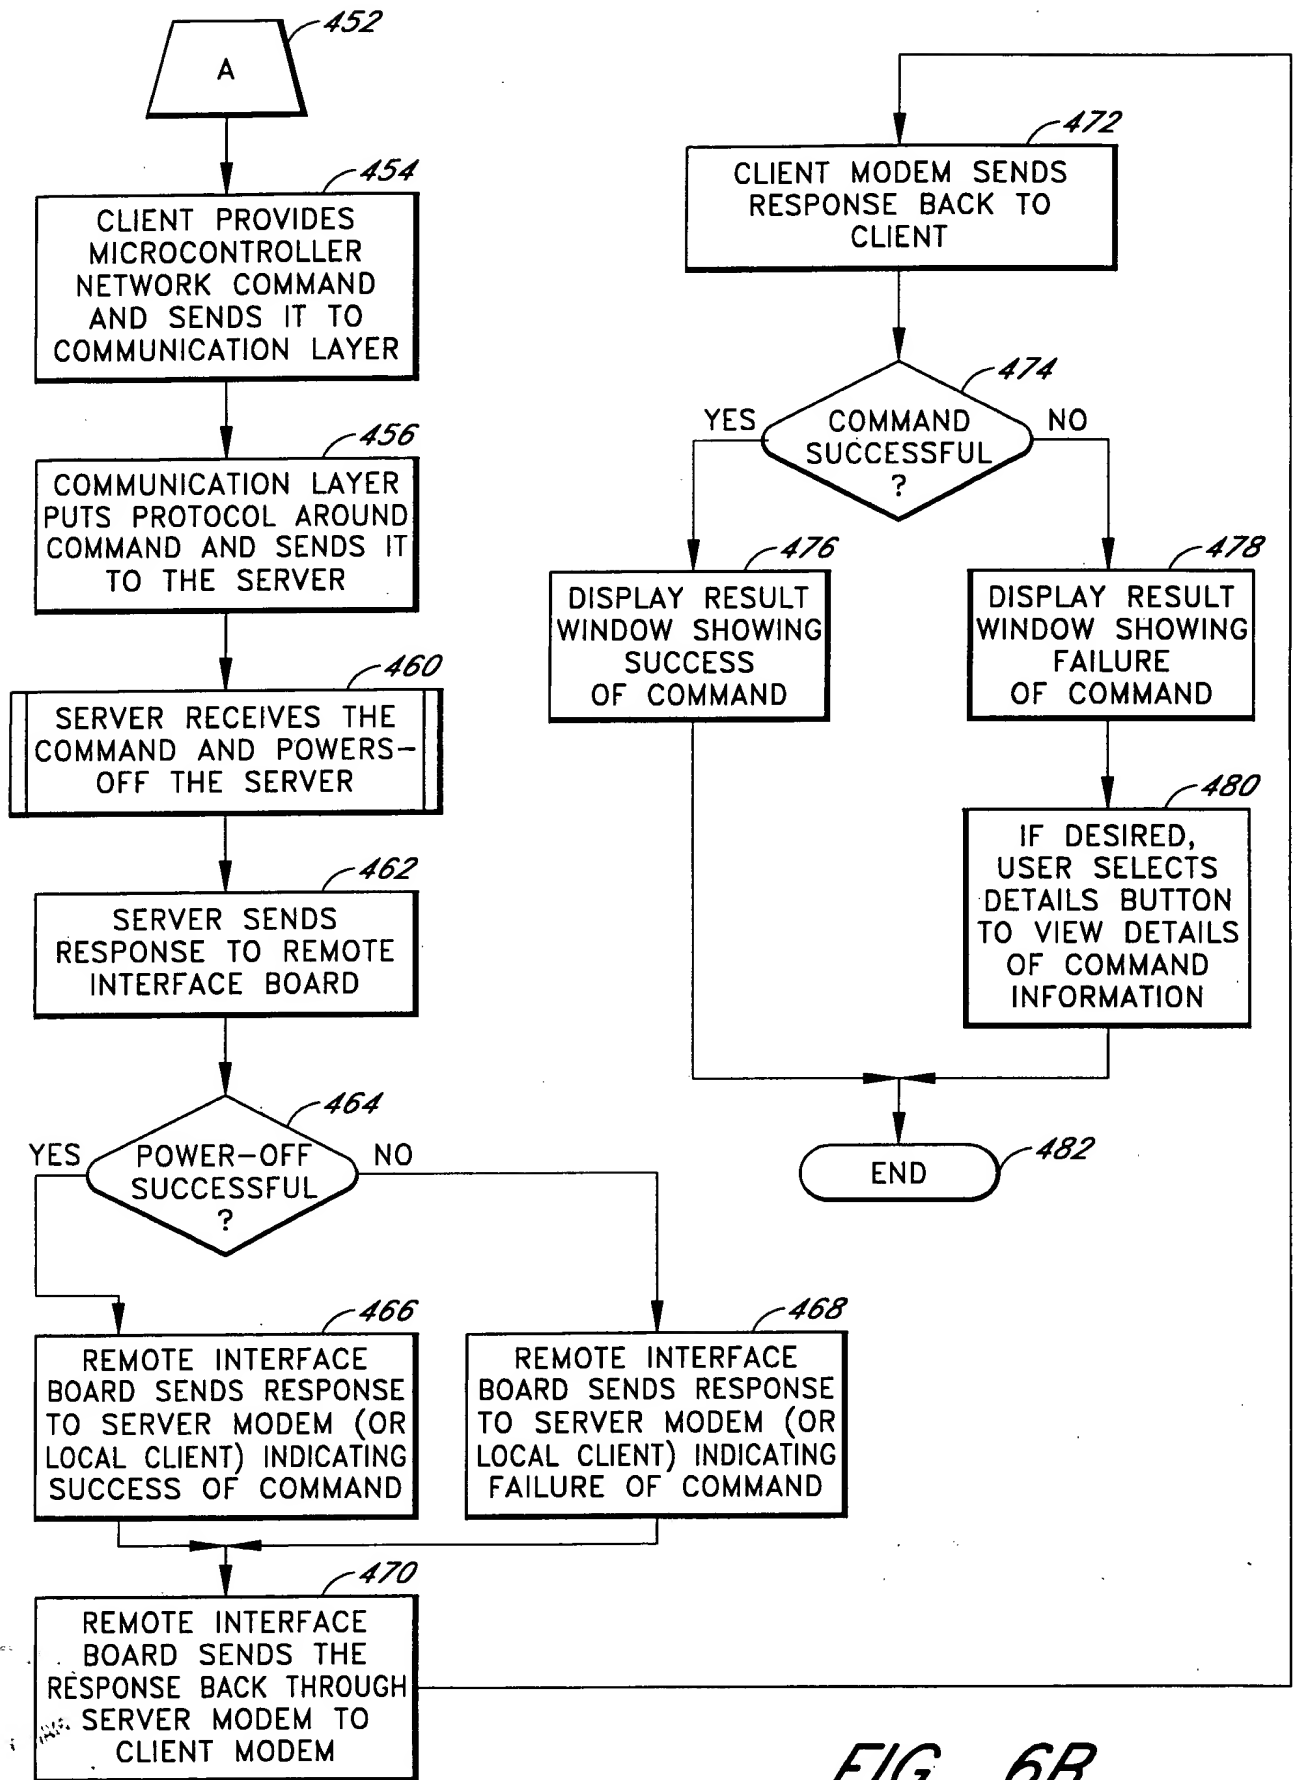 452
A
454
CLIENT PROVIDES
MICROCONTROLLER
NETWORK COMMAND
AND SENDS IT TO
COMMUNICATION LAYER
456
COMMUNICATION LAYER
PUTS PROTOCOL AROUND
COMMAND AND SENDS IT
TO THE SERVER
460
SERVER RECEIVES THE
COMMAND AND POWERS-
OFF THE SERVER
462
SERVER SENDS
RESPONSE TO REMOTE
INTERFACE BOARD
464
YES
POWER-OFF
SUCCESSFUL
?
NO
466
REMOTE INTERFACE
BOARD SENDS RESPONSE
TO SERVER MODEM (OR
LOCAL CLIENT) INDICATING
SUCCESS OF COMMAND
468
REMOTE INTERFACE
BOARD SENDS RESPONSE
TO SERVER MODEM (OR
LOCAL CLIENT) INDICATING
FAILURE OF COMMAND
470
REMOTE INTERFACE
BOARD SENDS THE
RESPONSE BACK THROUGH
SERVER MODEM TO
CLIENT MODEM
472
CLIENT MODEM SENDS
RESPONSE BACK TO
CLIENT
474
YES
COMMAND
SUCCESSFUL
?
NO
476
DISPLAY RESULT
WINDOW SHOWING
SUCCESS
OF COMMAND
478
DISPLAY RESULT
WINDOW SHOWING
FAILURE
OF COMMAND
480
IF DESIRED,
USER SELECTS
DETAILS BUTTON
TO VIEW DETAILS
OF COMMAND
INFORMATION
482
END
FIG. 6B